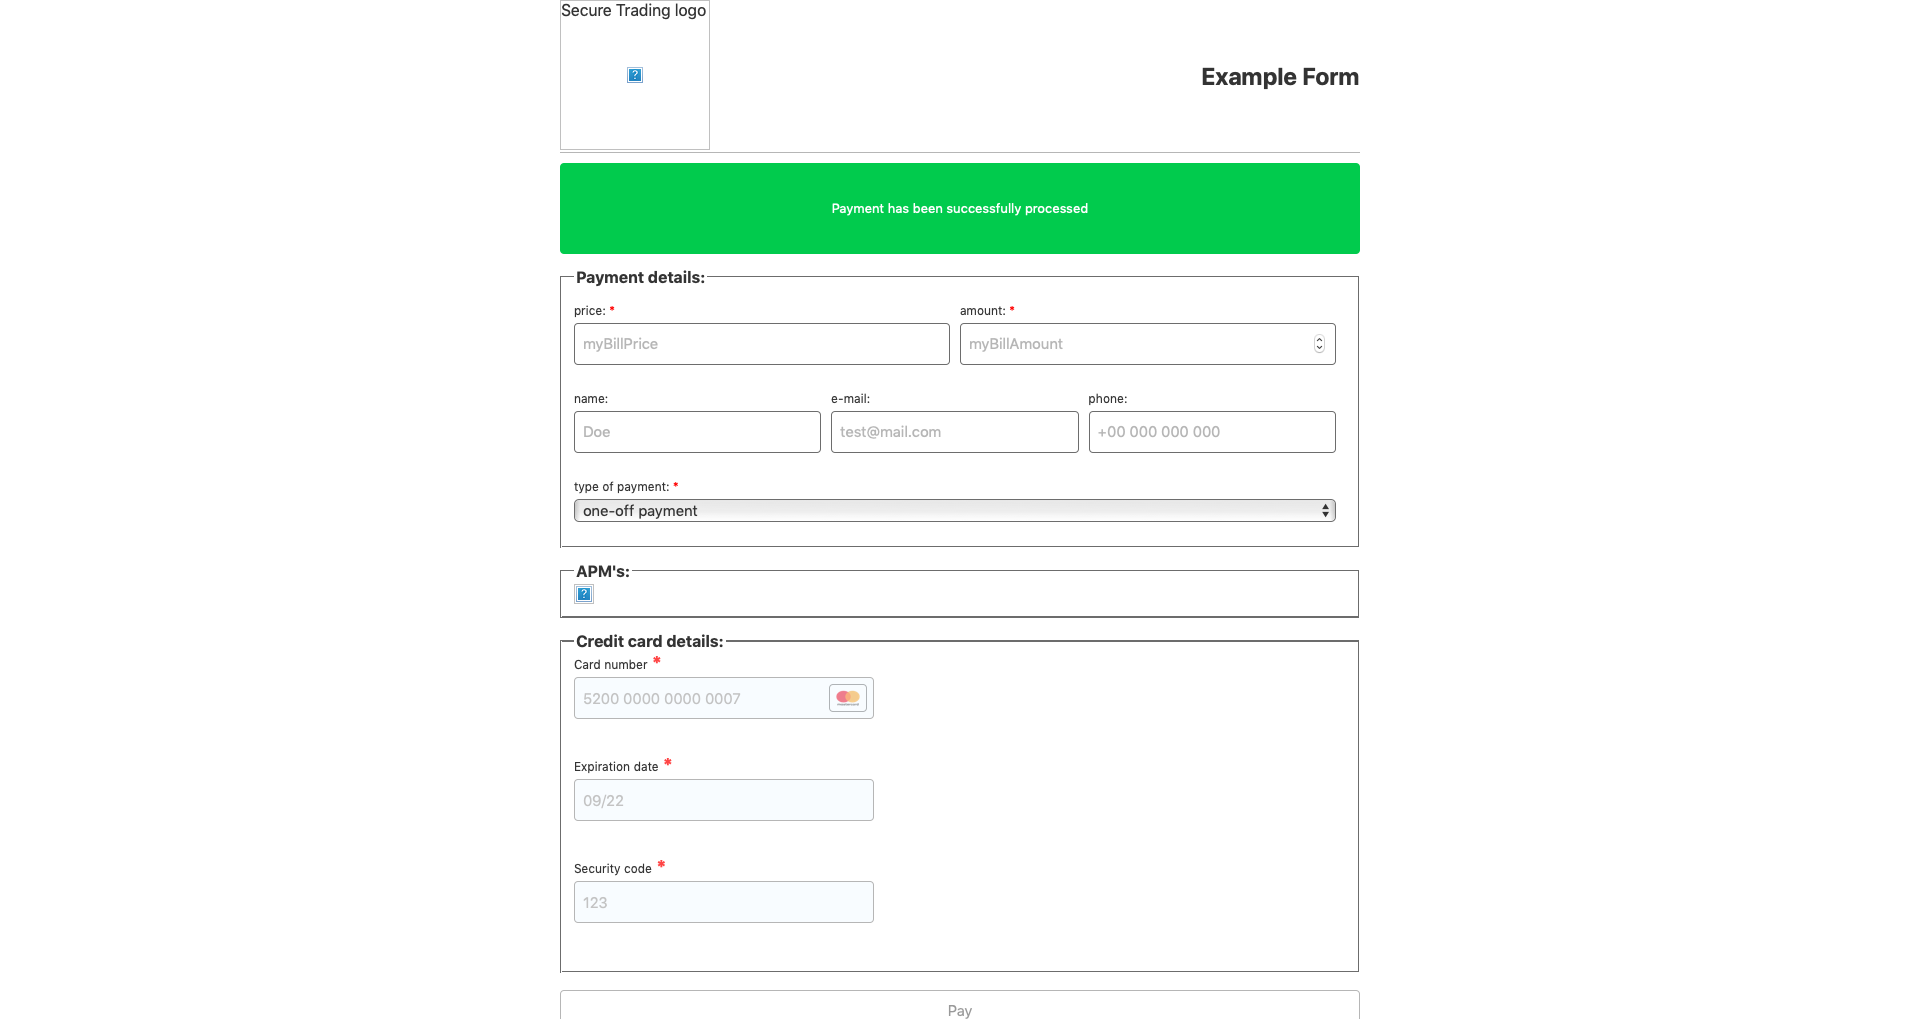 Secure Trading logo
Example Form
Payment has been successfully processed
Payment details:
price: * amount: *
myBillPrice myBillAmount
name: e-mail: phone:
Doe test@mail.com +00 000 000 000
type of payment: *
one-off payment
APM's:
Credit card details:
Card number *
5200 0000 0000 0007
Expiration date *
09/22
Security code *
123
Pay